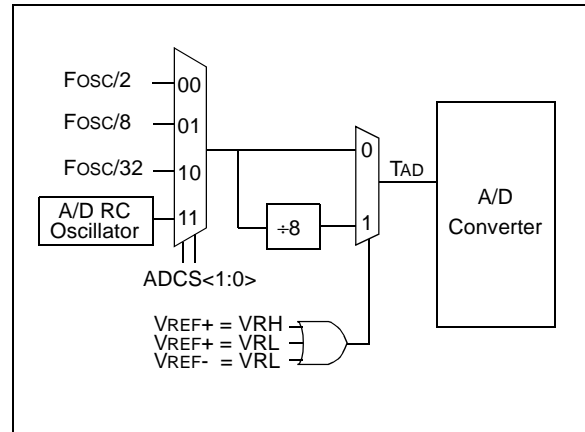 FOSC/2
00
FOSC/8
01
FOSC/32
10
A/D RC
Oscillator
11
ADCS<1:0>
÷8
0
1
TAD
A/D
Converter
VREF+ = VRH
VREF+ = VRL
VREF- = VRL